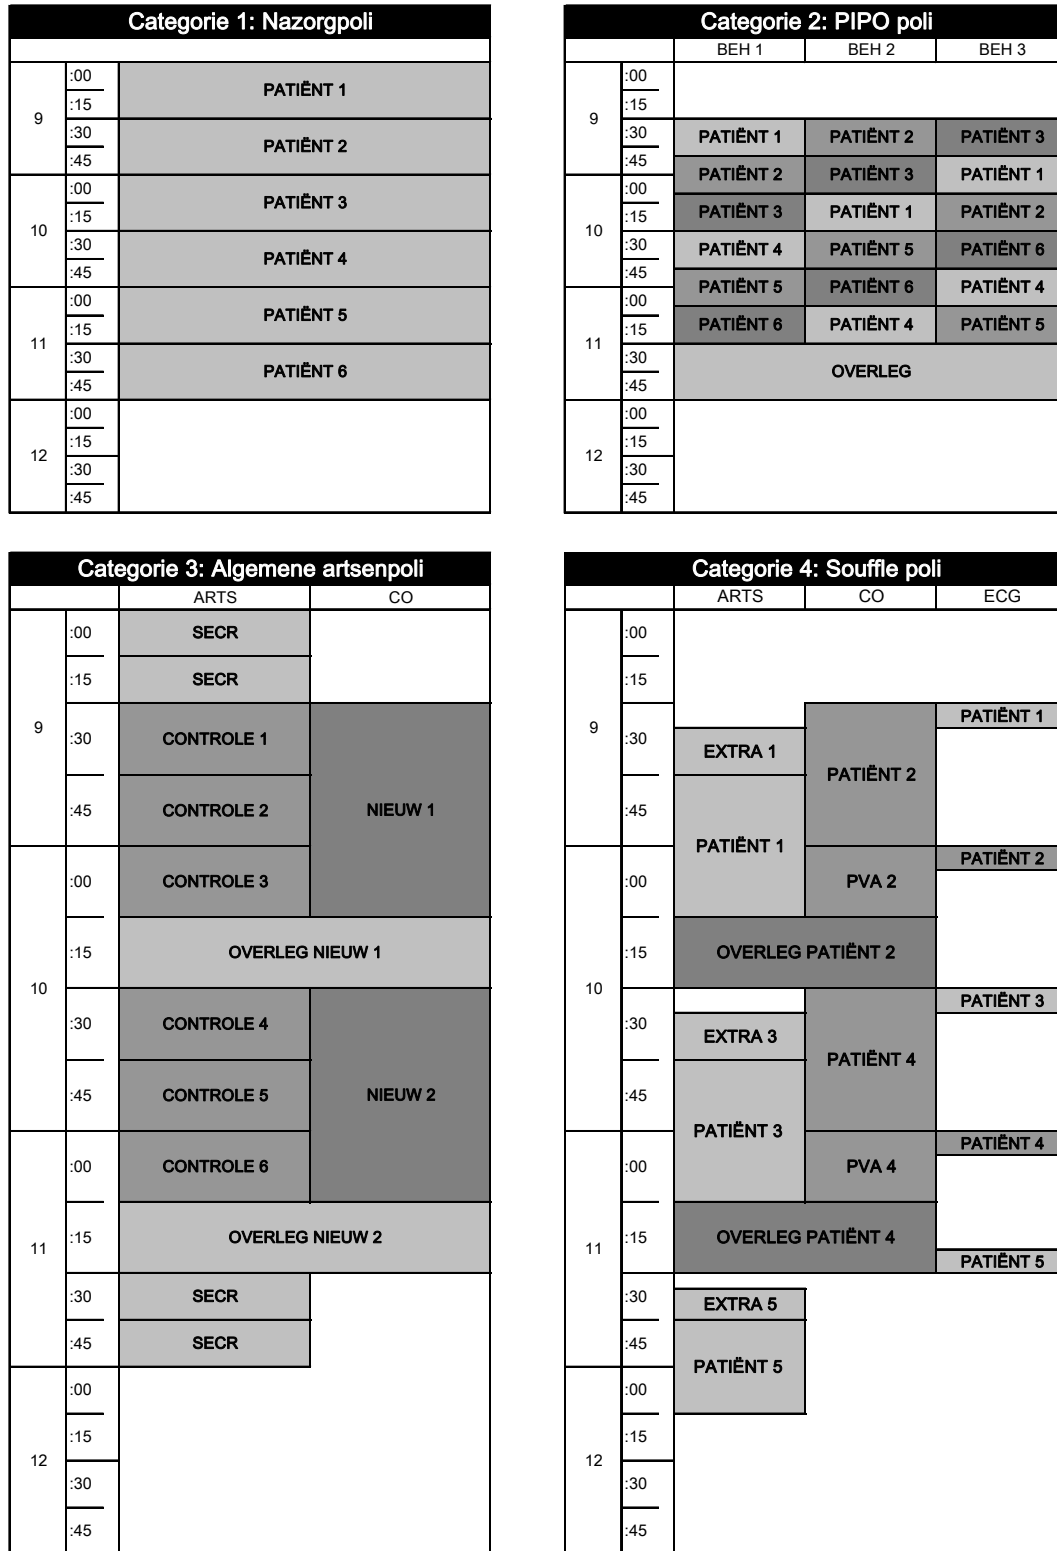 Categorie 1: Nazorgpoli
9
:00
:15
:30
:45
10
:00
:15
:30
:45
11
:00
:15
:30
:45
12
:00
:15
:30
:45
PATIËNT 1
PATIËNT 2
PATIËNT 3
PATIËNT 4
PATIËNT 5
PATIËNT 6
Categorie 2: PIPO poli
BEH 1 BEH 2 BEH 3
9
:00
:15
:30
:45
10
:00
:15
:30
:45
11
:00
:15
:30
:45
12
:00
:15
:30
:45
PATIËNT 1 PATIËNT 2 PATIËNT 3
PATIËNT 2 PATIËNT 3 PATIËNT 1
PATIËNT 3 PATIËNT 1 PATIËNT 2
PATIËNT 4 PATIËNT 5 PATIËNT 6
PATIËNT 5 PATIËNT 6 PATIËNT 4
PATIËNT 6 PATIËNT 4 PATIËNT 5
OVERLEG
Categorie 3: Algemene artsenpoli
ARTS CO
9
:00
:15
:30
:45
10
:00
:15
:30
:45
11
:00
:15
:30
:45
12
:00
:15
:30
:45
SECR
SECR
CONTROLE 1
CONTROLE 2 NIEUW 1
CONTROLE 3
OVERLEG NIEUW 1
CONTROLE 4
CONTROLE 5 NIEUW 2
CONTROLE 6
OVERLEG NIEUW 2
SECR
SECR
Categorie 4: Souffle poli
ARTS CO ECG
9
:00
:15
:30
:45
10
:00
:15
:30
:45
11
:00
:15
:30
:45
12
:00
:15
:30
:45
PATIËNT 1
EXTRA 1
PATIËNT 2
PATIËNT 1
PATIËNT 2
PVA 2
OVERLEG PATIËNT 2
PATIËNT 3
EXTRA 3
PATIËNT 4
PATIËNT 3
PATIËNT 4
PVA 4
OVERLEG PATIËNT 4
PATIËNT 5
EXTRA 5
PATIËNT 5